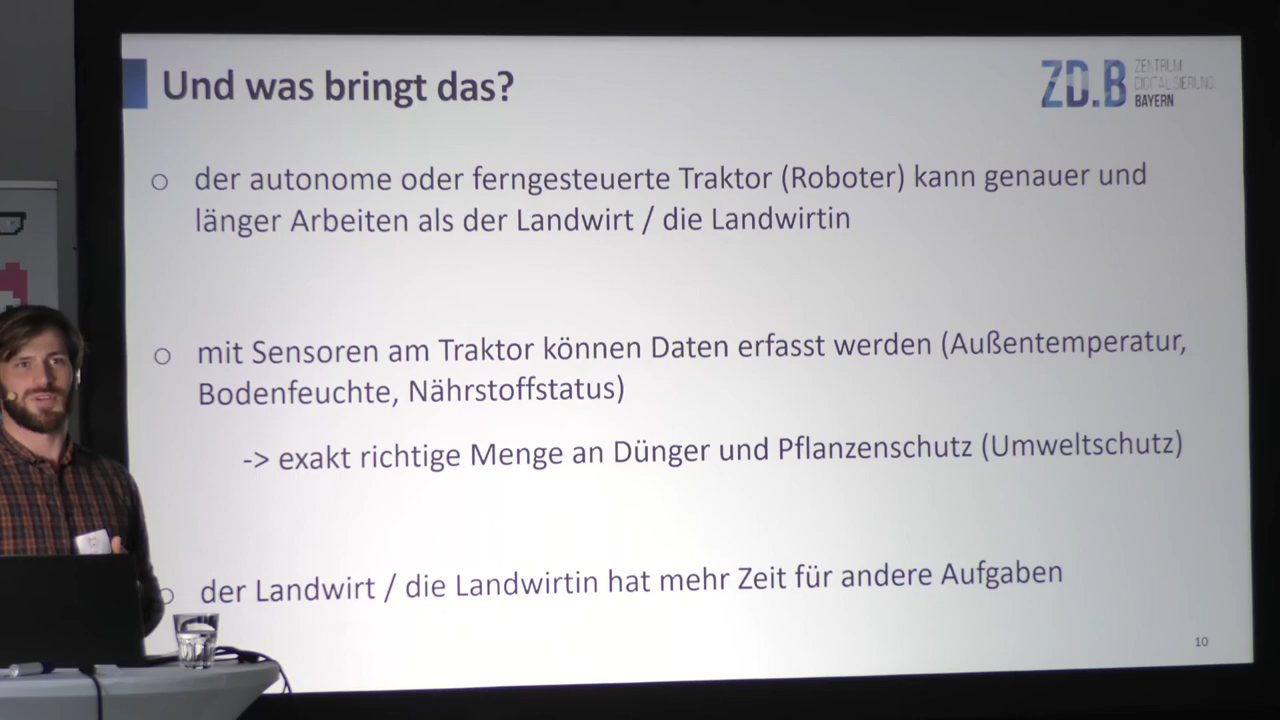 Und was bringt das?
ZD.B
ZENTRUM
DIGITALISIERUNG.
BAYERN
○ der autonome oder ferngesteuerte Traktor (Roboter) kann genauer und
länger Arbeiten als der Landwirt / die Landwirtin
○ mit Sensoren am Traktor können Daten erfasst werden (Außentemperatur,
Bodenfeuchte, Nährstoffstatus)
-> exakt richtige Menge an Dünger und Pflanzenschutz (Umweltschutz)
○ der Landwirt / die Landwirtin hat mehr Zeit für andere Aufgaben
10